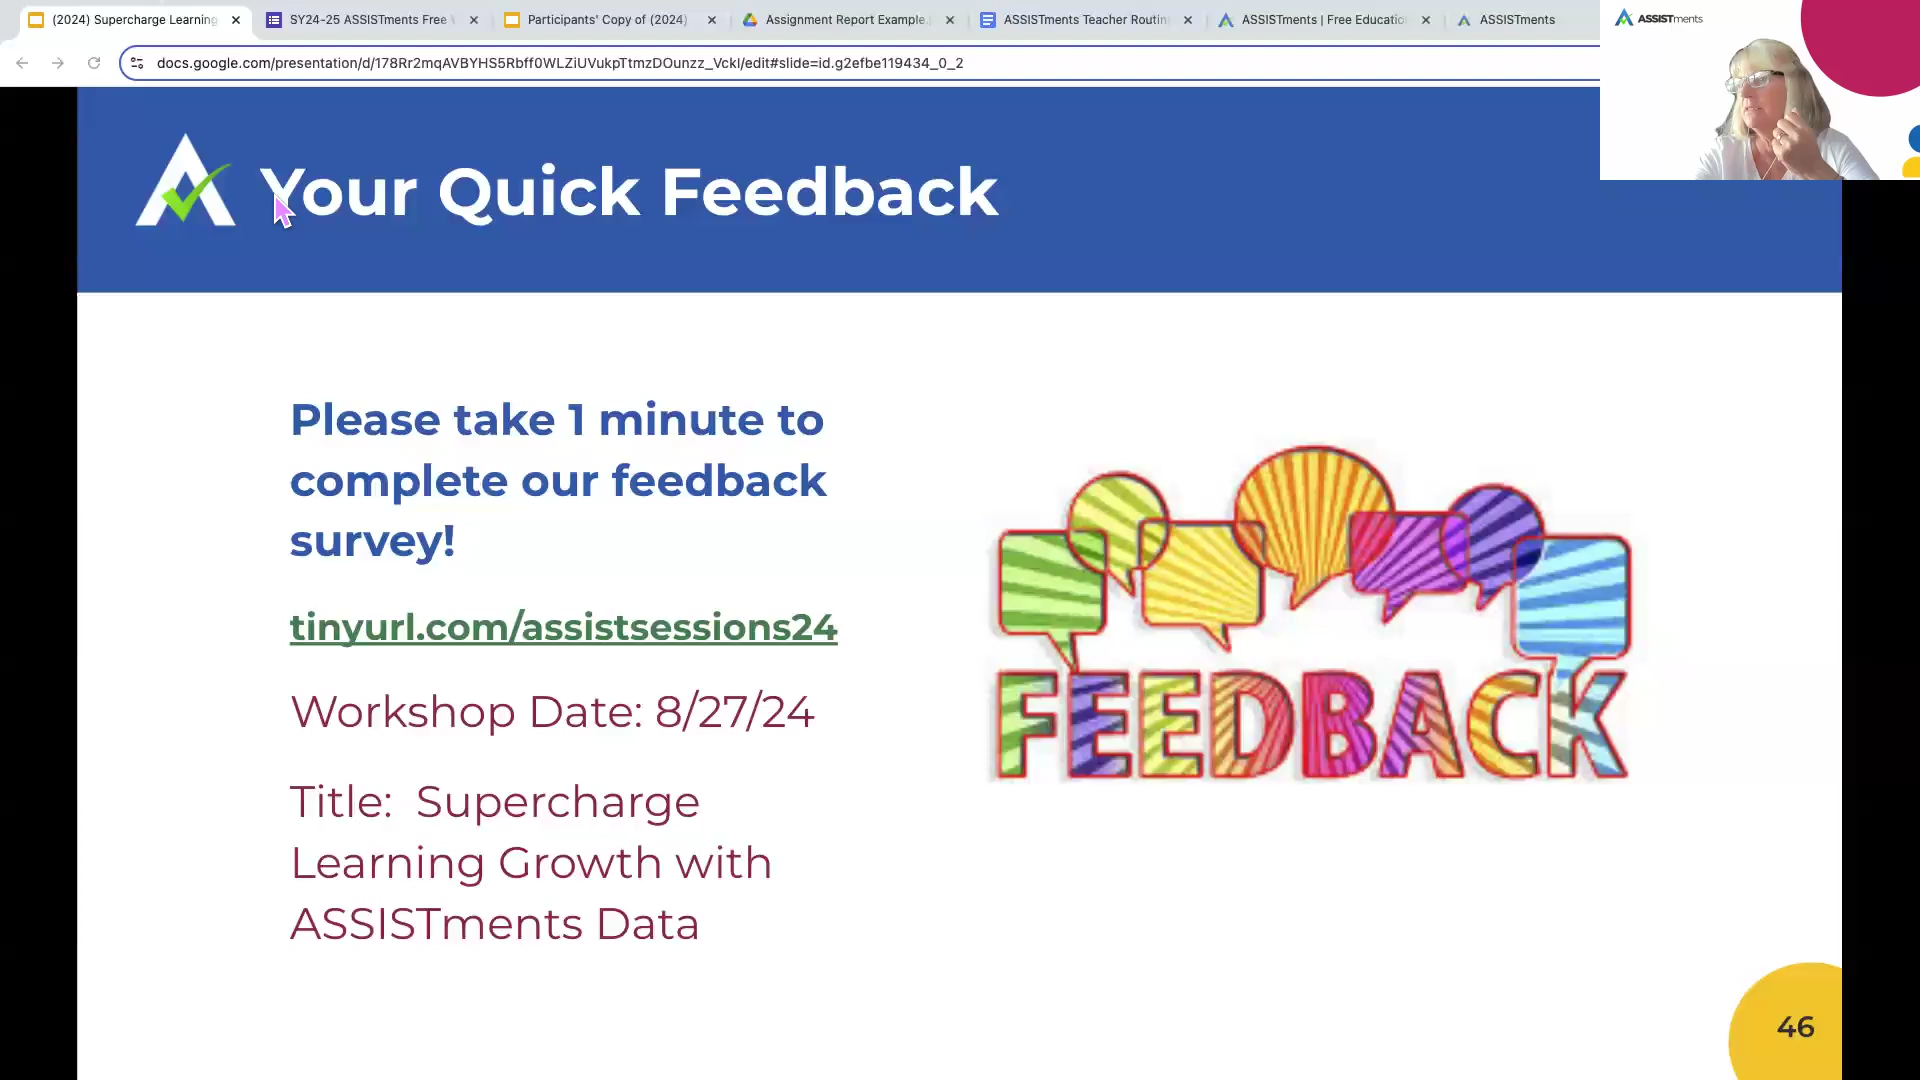 (2024) Supercharge Learning
SY24-25 ASSISTments Free
Participants' Copy of (2024)
Assignment Report Example.
ASSISTments Teacher Routin
ASSISTments | Free Educatio
ASSISTments
docs.google.com/presentation/d/178Rr2mqAVBYHS5Rbff0WLZiUVukpTtmzDOunzz_VckI/edit#slide=id.g2efbe119434_0_2
ASSISTments
Your Quick Feedback
Please take 1 minute to
complete our feedback
survey!
tinyurl.com/assistsessions24
Workshop Date: 8/27/24
Title: Supercharge
Learning Growth with
ASSISTments Data
FEEDBACK
46